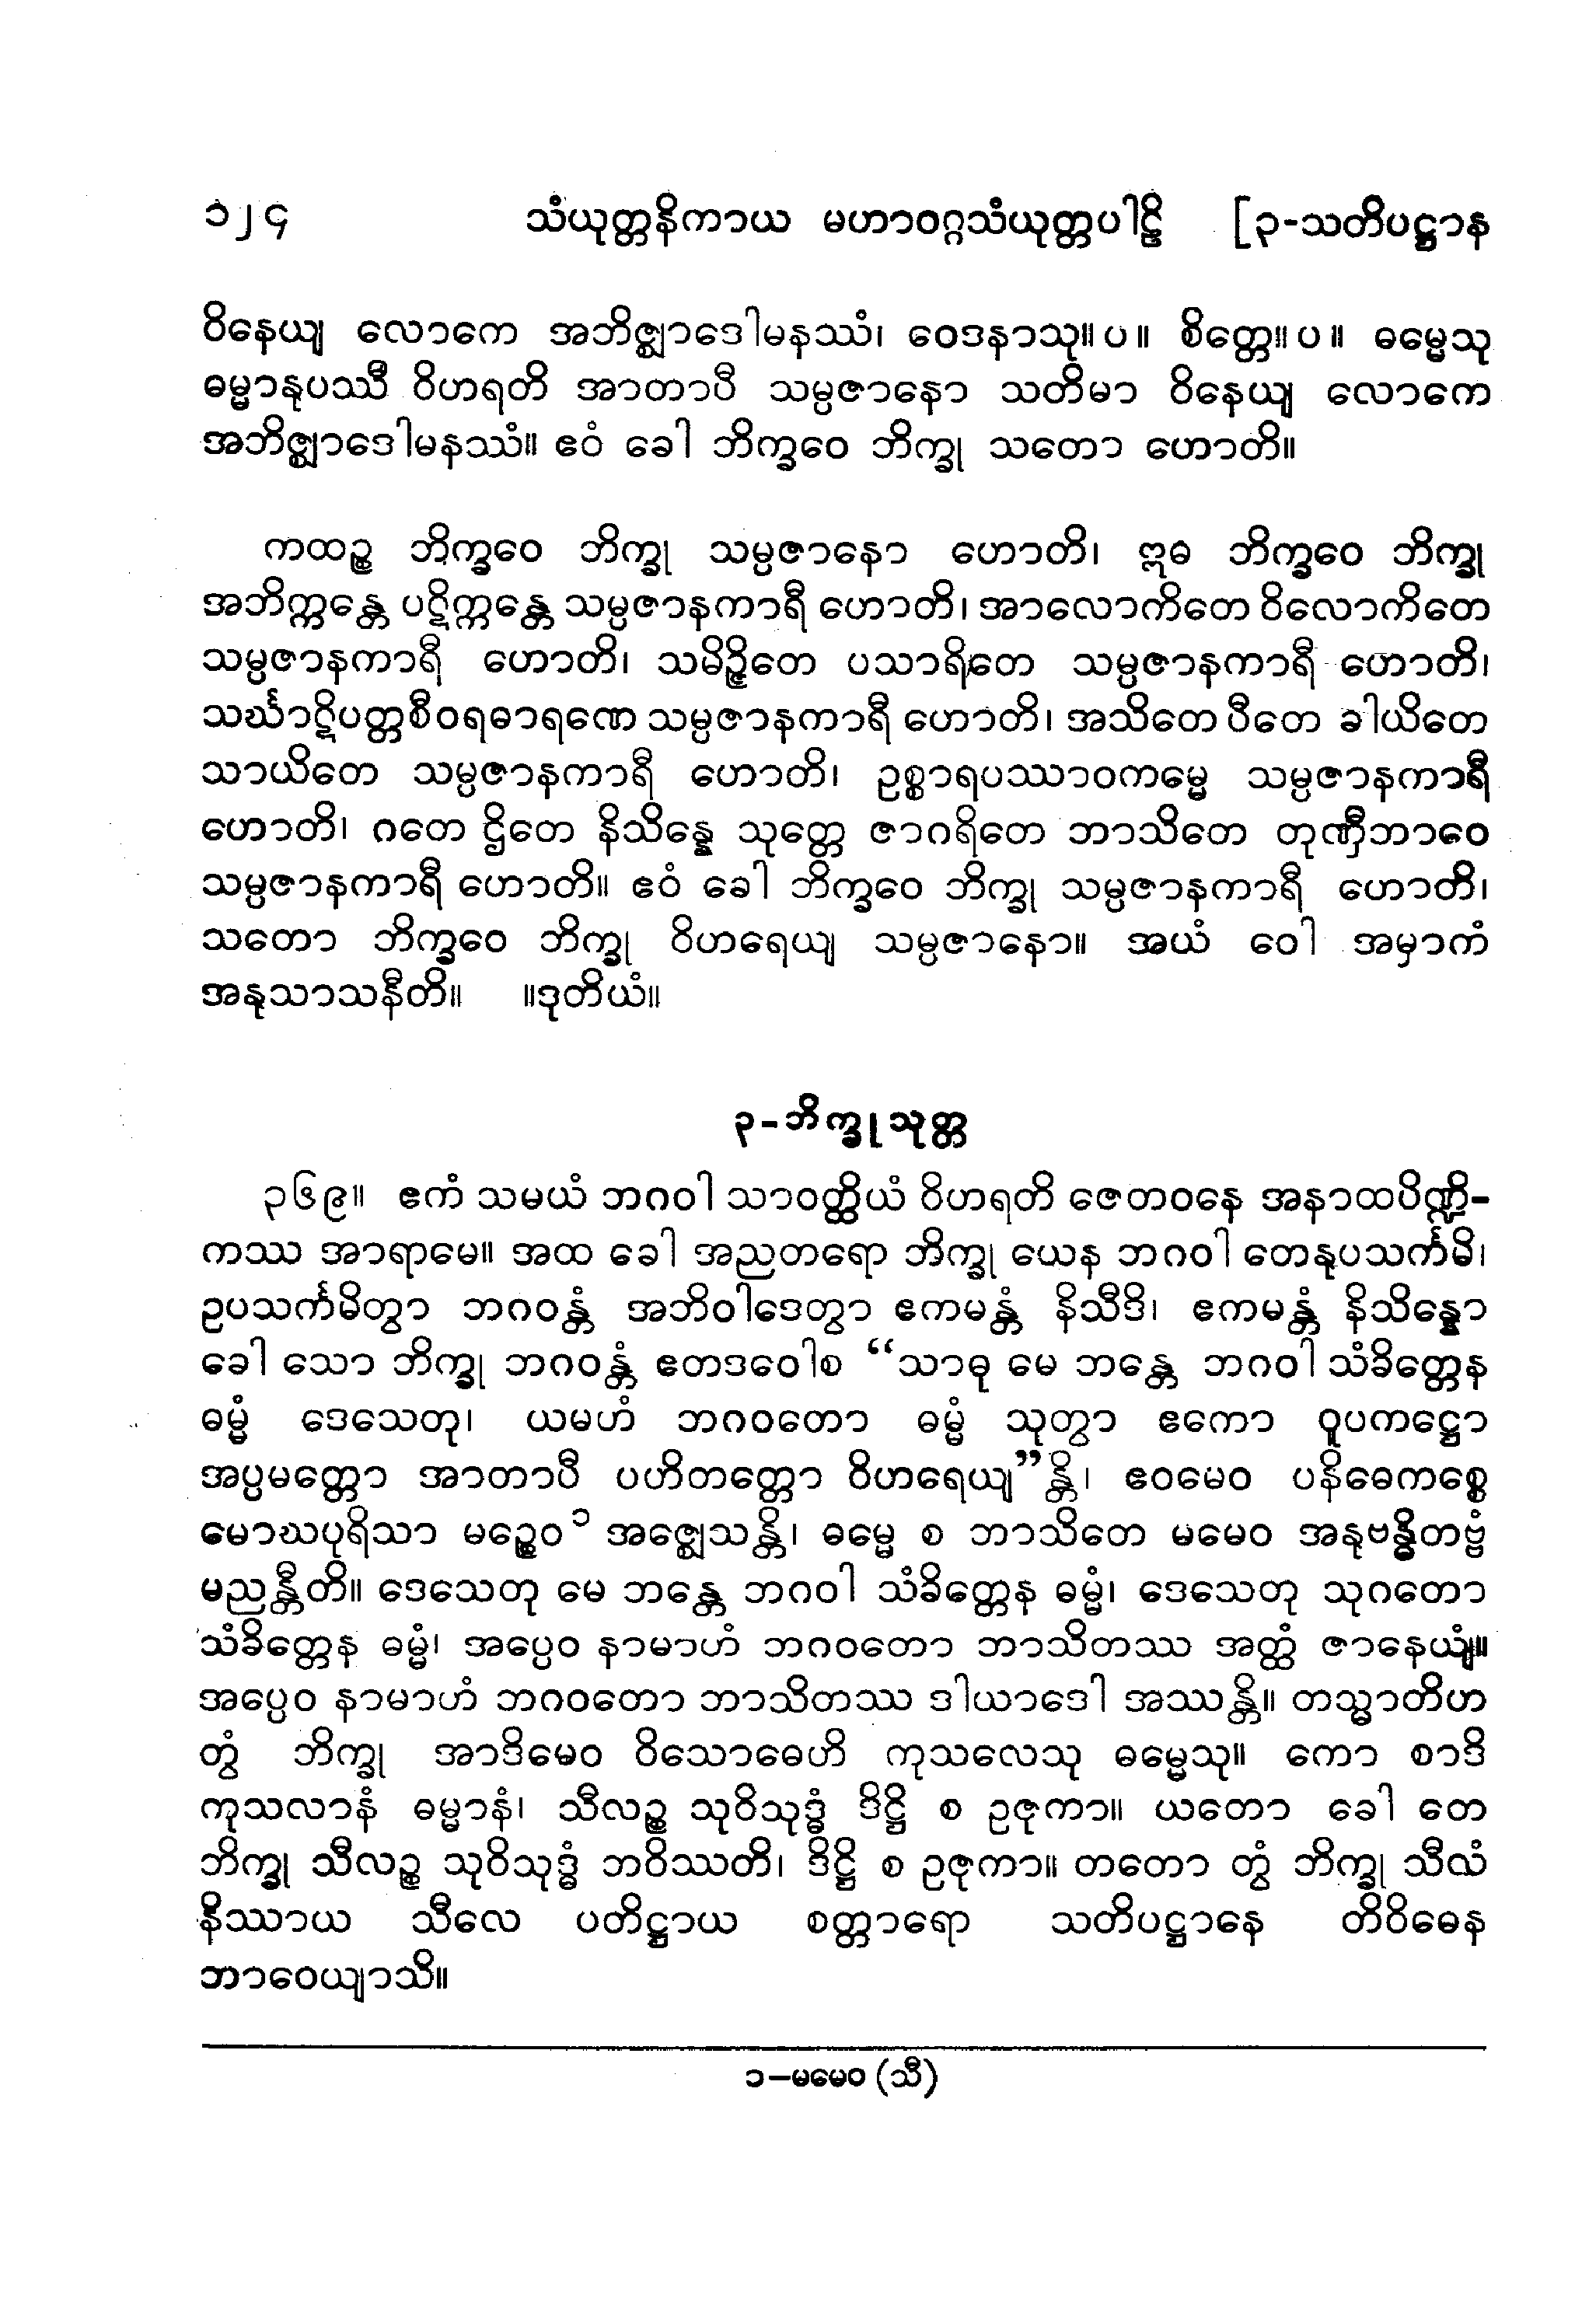 ၁၂၄ သံယုတ္တနိကာယ မဟာဝဂ္ဂသံယုတ္တပါဠိ [၃-သတိပဋ္ဌာန
ဝိနေယျ လောကေ အဘိဇ္ဈာဒေါမနဿံ၊ ဝေဒနာသု။ ပ ။ စိတ္တေ။ ပ ။ ဓမ္မေသု
ဓမ္မာနုပဿီ ဝိဟရတိ အာတာပီ သမ္ပဇာနော သတိမာ ဝိနေယျ လောကေ
အဘိဇ္ဈာဒေါမနဿံ။ ဧဝံ ခေါ ဘိက္ခဝေ ဘိက္ခု သတော ဟောတိ။
ကထဉ္စ ဘိက္ခဝေ ဘိက္ခု သမ္ပဇာနော ဟောတိ၊ ဣဓ ဘိက္ခဝေ ဘိက္ခု
အဘိက္ကန္တေ ပဋိက္ကန္တေ သမ္ပဇာနကာရီ ဟောတိ၊ အာလောကိတေ ဝိလောကိတေ
သမ္ပဇာနကာရီ ဟောတိ၊ သမိဉ္ဇိတေ ပသာရိတေ သမ္ပဇာနကာရီ ဟောတိ၊
သင်္ဃာဋိပတ္တစီဝရဓာရဏေ သမ္ပဇာနကာရီ ဟောတိ၊ အသိတေ ပီတေ ခါယိတေ
သာယိတေ သမ္ပဇာနကာရီ ဟောတိ၊ ဥစ္စာရပဿာဝကမ္မေ သမ္ပဇာနကာရီ
ဟောတိ၊ ဂတေ ဌိတေ နိသိန္နေ သုတ္တေ ဇာဂရိတေ ဘာသိတေ တုဏှီဘာဝေ
သမ္ပဇာနကာရီ ဟောတိ။ ဧဝံ ခေါ ဘိက္ခဝေ ဘိက္ခု သမ္ပဇာနကာရီ ဟောတိ၊
သတော ဘိက္ခဝေ ဘိက္ခု ဝိဟရေယျ သမ္ပဇာနော။ အယံ ဝေါ အမှာကံ
အနုသာသနီတိ။ ။ဒုတိယံ။
၃-ဘိက္ခုသုတ္တ
၃၆၉။ ဧကံ သမယံ ဘဂဝါ သာဝတ္ထိယံ ဝိဟရတိ ဇေတဝနေ အနာထပိဏ္ဍိ-
ကဿ အာရာမေ။ အထ ခေါ အညတရော ဘိက္ခု ယေန ဘဂဝါ တေနုပသင်္ကမိ၊
ဥပသင်္ကမိတွာ ဘဂဝန္တံ အဘိဝါဒေတွာ ဧကမန္တံ နိသီဒိ၊ ဧကမန္တံ နိသိန္နော
ခေါ သော ဘိက္ခု ဘဂဝန္တံ ဧတဒဝေါစ “သာဓု မေ ဘန္တေ ဘဂဝါ သံခိတ္တေန
ဓမ္မံ ဒေသေတု၊ ယမဟံ ဘဂဝတော ဓမ္မံ သုတွာ ဧကော ဝူပကဋ္ဌော
အပ္ပမတ္တော အာတာပီ ပဟိတတ္တော ဝိဟရေယျ”န္တိ၊ ဧဝမေဝ ပနိဓေကစ္စေ
မောဃပုရိသာ မဉ္စေဝ ၁ အဇ္ဈေသန္တိ၊ ဓမ္မေ စ ဘာသိတေ မမေဝ အနုဗန္ဓိတဗ္ဗံ
မညန္တီတိ။ ဒေသေတု မေ ဘန္တေ ဘဂဝါ သံခိတ္တေန ဓမ္မံ၊ ဒေသေတု သုဂတော
သံခိတ္တေန ဓမ္မံ၊ အပ္ပေဝ နာမာဟံ ဘဂဝတော ဘာသိတဿ အတ္ထံ ဇာနေယျံ။
အပ္ပေဝ နာမာဟံ ဘဂဝတော ဘာသိတဿ ဒါယာဒေါ အဿန္တိ။ တသ္မာတိဟ
တွံ ဘိက္ခု အာဒိမေဝ ဝိသောဓေဟိ ကုသလေသု ဓမ္မေသု။ ကော စာဒိ
ကုသလာနံ ဓမ္မာနံ၊ သီလဉ္စ သုဝိသုဒ္ဓံ ဒိဋ္ဌိ စ ဥဇုကာ။ ယတော ခေါ တေ
ဘိက္ခု သီလဉ္စ သုဝိသုဒ္ဓံ ဘဝိဿတိ၊ ဒိဋ္ဌိ စ ဥဇုကာ။ တတော တွံ ဘိက္ခု သီလံ
နိဿာယ သီလေ ပတိဋ္ဌာယ စတ္တာရော သတိပဋ္ဌာနေ တိဝိဓေန
ဘာဝေယျာသိ။
၁-မမေဝ (သီ)